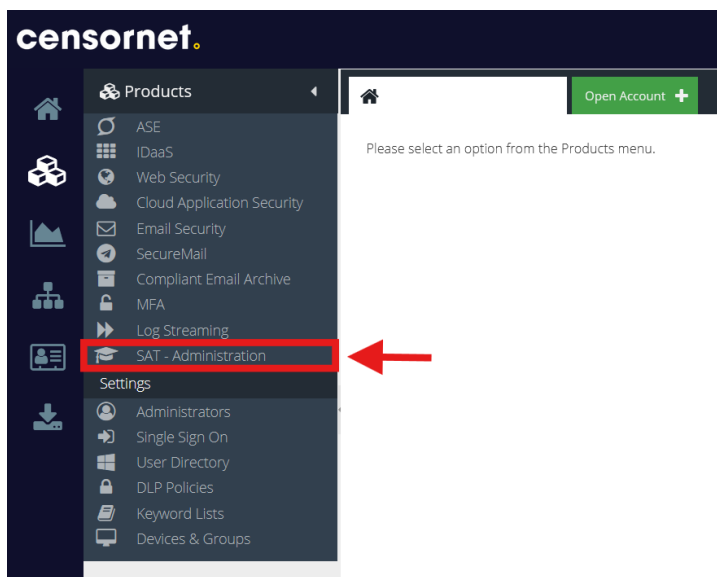 censornet.
Products
Open Account
ASE
IDaaS
Web Security
Cloud Application Security
Email Security
SecureMail
Compliant Email Archive
MFA
Log Streaming
SAT - Administration
Settings
Administrators
Single Sign On
User Directory
DLP Policies
Keyword Lists
Devices & Groups
Please select an option from the Products menu.